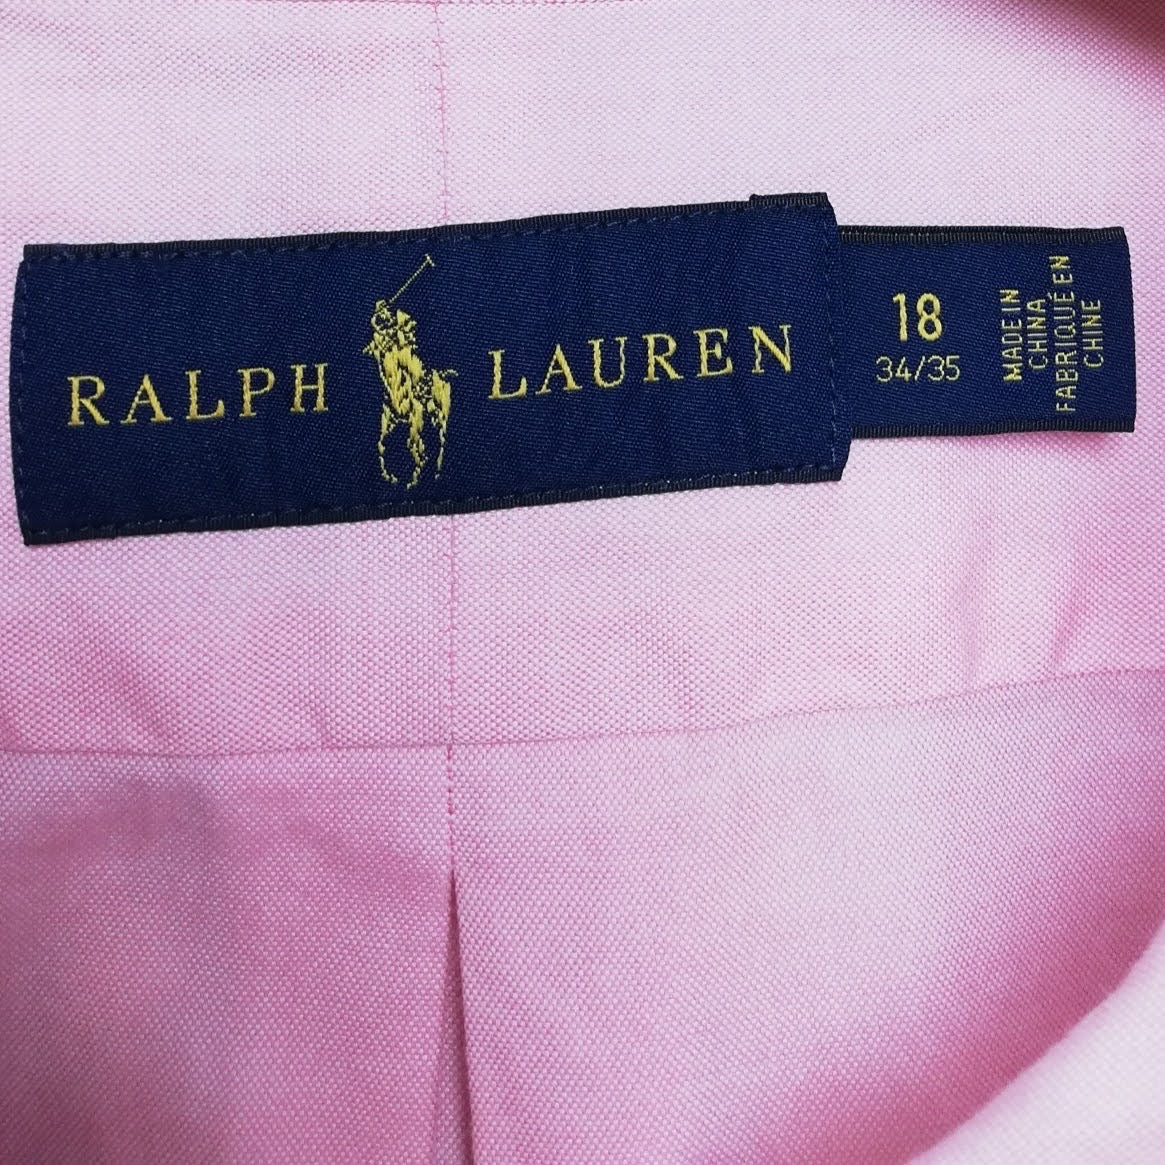 RALPH LAUREN
18
34/35
MADE IN
CHINA
FABRIQUÉ EN
CHINE